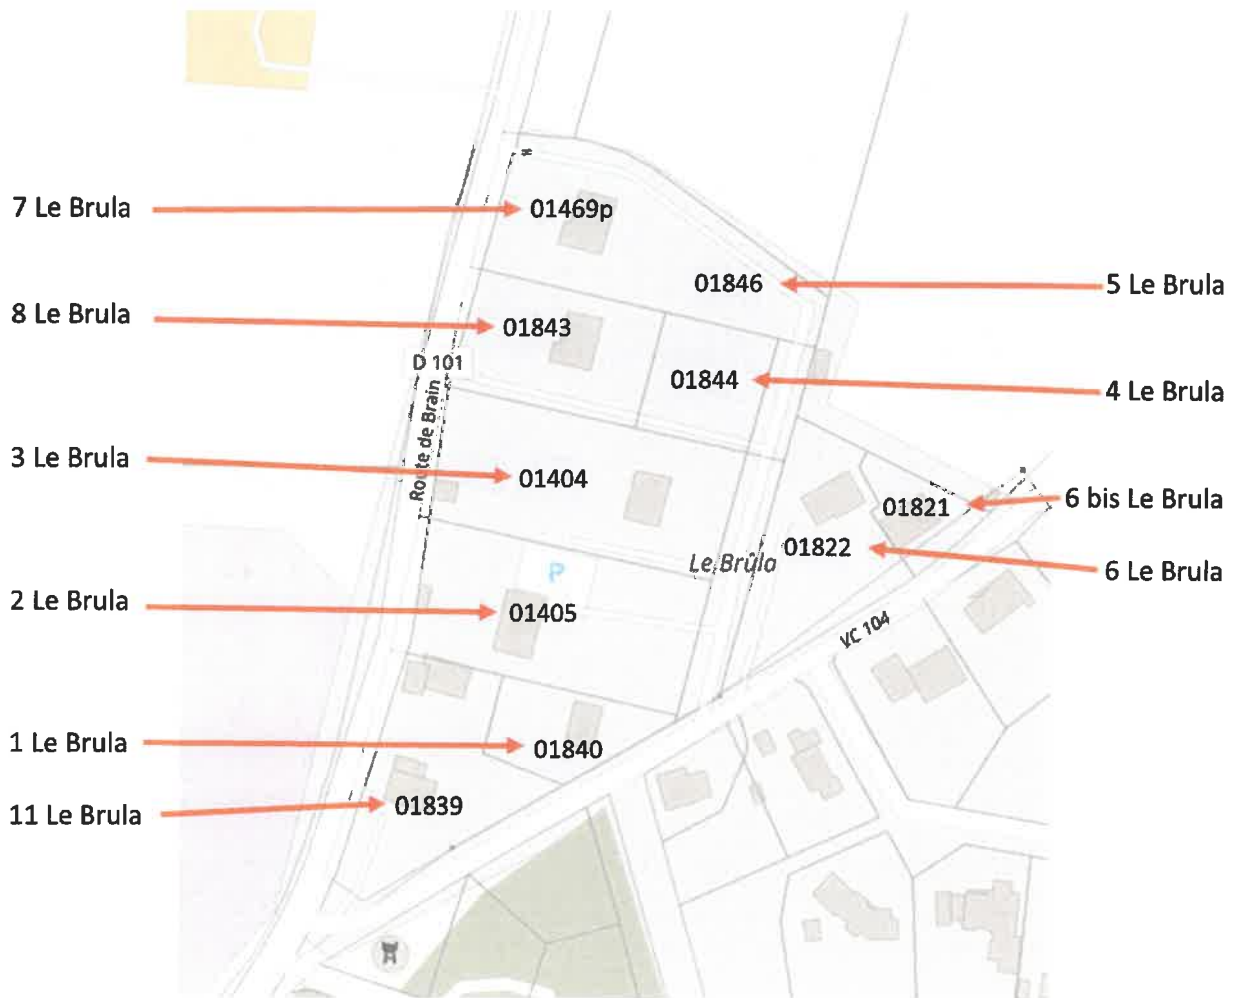 7 Le Brula
01469p
01846
5 Le Brula
8 Le Brula
01843
D 101
01844
4 Le Brula
Route de Brain
3 Le Brula
01404
01821
6 bis Le Brula
01822
Le Brûla
6 Le Brula
P
2 Le Brula
01405
VC 104
1 Le Brula
01840
11 Le Brula
01839